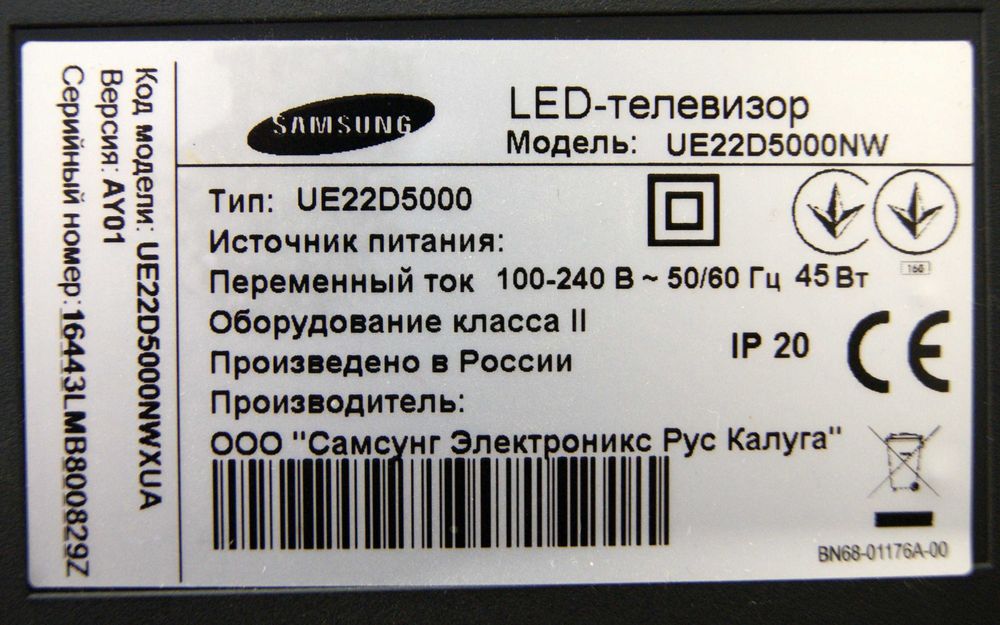 SAMSUNG
LED-телевизор
Модель: UE22D5000NW
Тип: UE22D5000
Источник питания:
Переменный ток 100-240 В ~ 50/60 Гц 45 Вт
Оборудование класса II
Произведено в России
Производитель:
ООО "Самсунг Электроникс Рус Калуга"
IP 20
CE
160
BN68-01176A-00
Код модели: UE22D5000NWXUA
Версия: AY01
Серийный номер:16443LMB800829Z